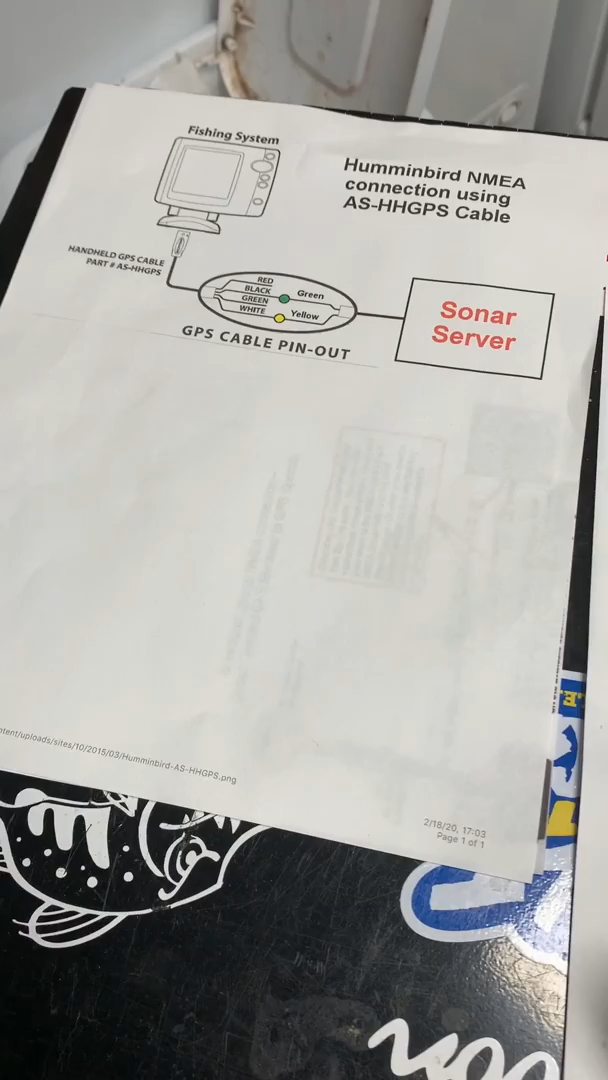 Fishing System
Humminbird NMEA
connection using
AS-HHGPS Cable
HANDHELD GPS CABLE
PART # AS-HHGPS
RED
BLACK
GREEN
WHITE
Green
Yellow
GPS CABLE PIN-OUT
Sonar
Server
ntent/uploads/sites/10/2015/03/Humminbird-AS-HHGPS.png
2/18/20, 17:03
Page 1 of 1